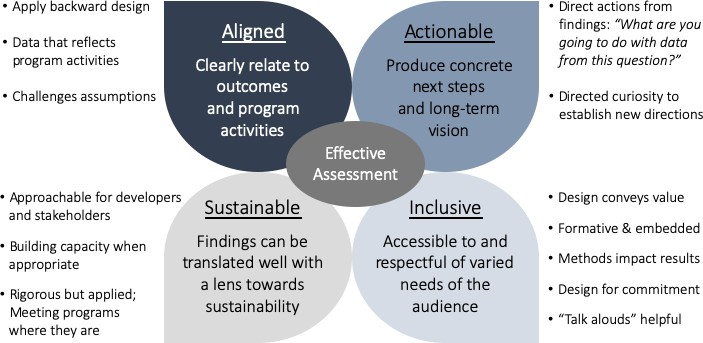 • Apply backward design
• Data that reflects
program activities
• Challenges assumptions
Aligned
Clearly relate to
outcomes
and program
activities
Actionable
Produce concrete
next steps
and long-term
vision
• Direct actions from
findings: “What are you
going to do with data
from this question?”
• Directed curiosity to
establish new directions
Effective
Assessment
• Approachable for developers
and stakeholders
• Building capacity when
appropriate
• Rigorous but applied;
Meeting programs
where they are
Sustainable
Findings can be
translated well with
a lens towards
sustainability
Inclusive
Accessible to and
respectful of varied
needs of the
audience
• Design conveys value
• Formative & embedded
• Methods impact results
• Design for commitment
• “Talk alouds” helpful